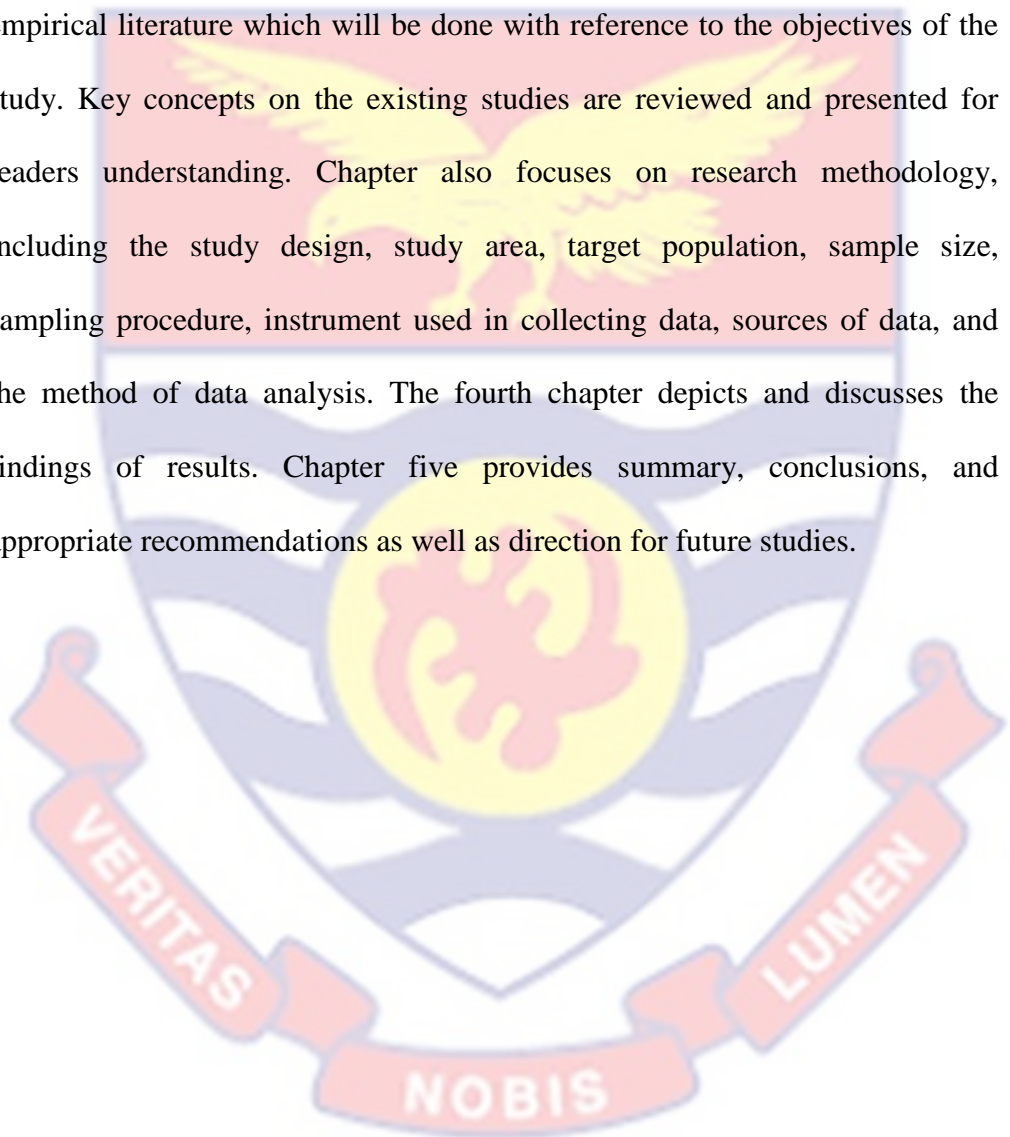 empirical literature which will be done with reference to the objectives of the
study. Key concepts on the existing studies are reviewed and presented for
readers understanding. Chapter also focuses on research methodology,
including the study design, study area, target population, sample size,
sampling procedure, instrument used in collecting data, sources of data, and
the method of data analysis. The fourth chapter depicts and discusses the
findings of results. Chapter five provides summary, conclusions, and
appropriate recommendations as well as direction for future studies.
VERITAS
NOBIS
LUMEN